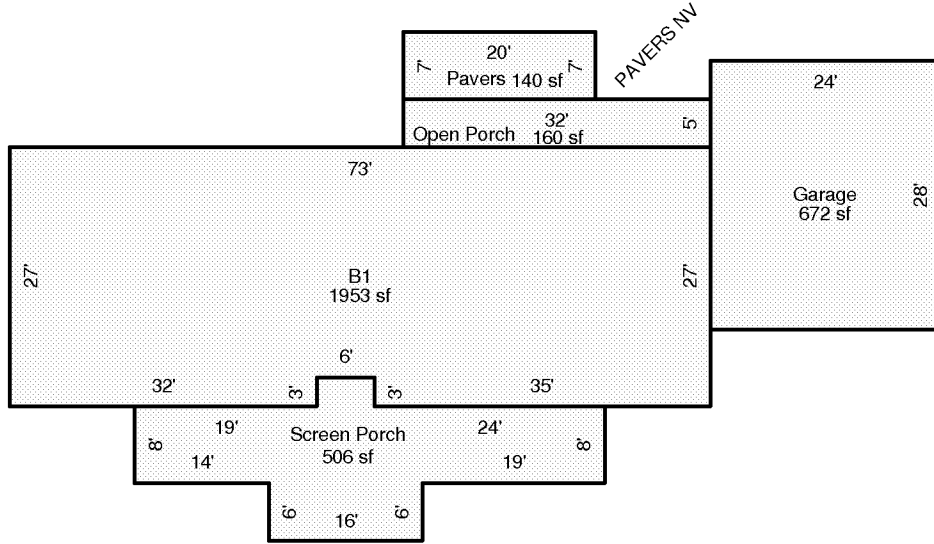 PAVERS NV
20'
7'
7'
Pavers 140 sf
24'
32'
5'
Open Porch 160 sf
73'
Garage
672 sf
28'
27'
B1
1953 sf
27'
6'
32'
3'
3'
35'
19'
Screen Porch
24'
8'
506 sf
8'
14'
19'
6'
16'
6'